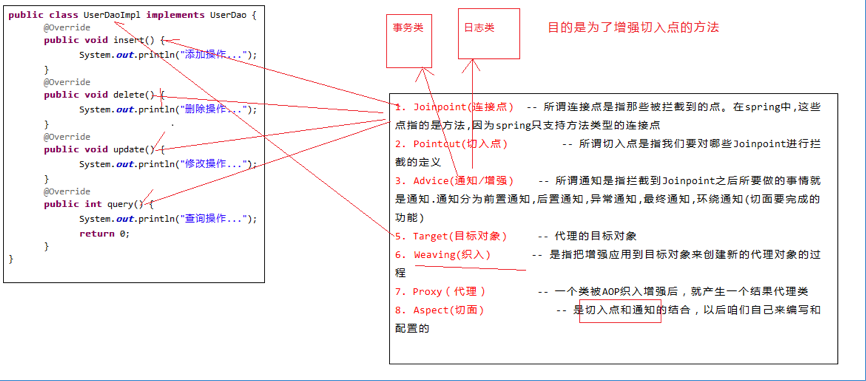 public class UserDaoImpl implements UserDao {
@Override
public void insert() {
System.out.println("添加操作...");
}
@Override
public void delete() {
System.out.println("删除操作...");
}
@Override
public void update() {
System.out.println("修改操作...");
}
@Override
public int query() {
System.out.println("查询操作...");
return 0;
}
}
事务类
日志类
目的是为了增强切入点的方法
1. Joinpoint(连接点) -- 所谓连接点是指那些被拦截到的点。在spring中,这些
点指的是方法,因为spring只支持方法类型的连接点
2. Pointcut(切入点) -- 所谓切入点是指我们要对哪些Joinpoint进行拦
截的定义
3. Advice(通知/增强) -- 所谓通知是指拦截到Joinpoint之后所要做的事情就
是通知.通知分为前置通知,后置通知,异常通知,最终通知,环绕通知(切面要完成的
功能)
5. Target(目标对象) -- 代理的目标对象
6. Weaving(织入) -- 是指把增强应用到目标对象来创建新的代理对象的过
程
7. Proxy（代理） -- 一个类被AOP织入增强后，就产生一个结果代理类
8. Aspect(切面) -- 是切入点和通知的结合，以后咱们自己来编写和
配置的